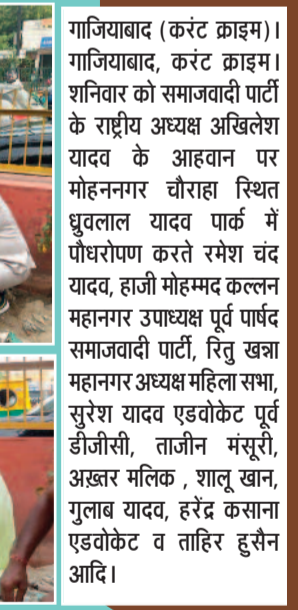 गाजियाबाद (करंट क्राइम)।
गाजियाबाद, करंट क्राइम।
शनिवार को समाजवादी पार्टी
के राष्ट्रीय अध्यक्ष अखिलेश
यादव के आहवान पर
मोहननगर चौराहा स्थित
ध्रुवलाल यादव पार्क में
पौधरोपण करते रमेश चंद
यादव, हाजी मोहम्मद कल्लन
महानगर उपाध्यक्ष पूर्व पार्षद
समाजवादी पार्टी, रितु खन्ना
महानगर अध्यक्ष महिला सभा,
सुरेश यादव एडवोकेट पूर्व
डीजीसी, ताजीन मंसूरी,
अख़्तर मलिक , शालू खान,
गुलाब यादव, हरेंद्र कसाना
एडवोकेट व ताहिर हुसैन
आदि।